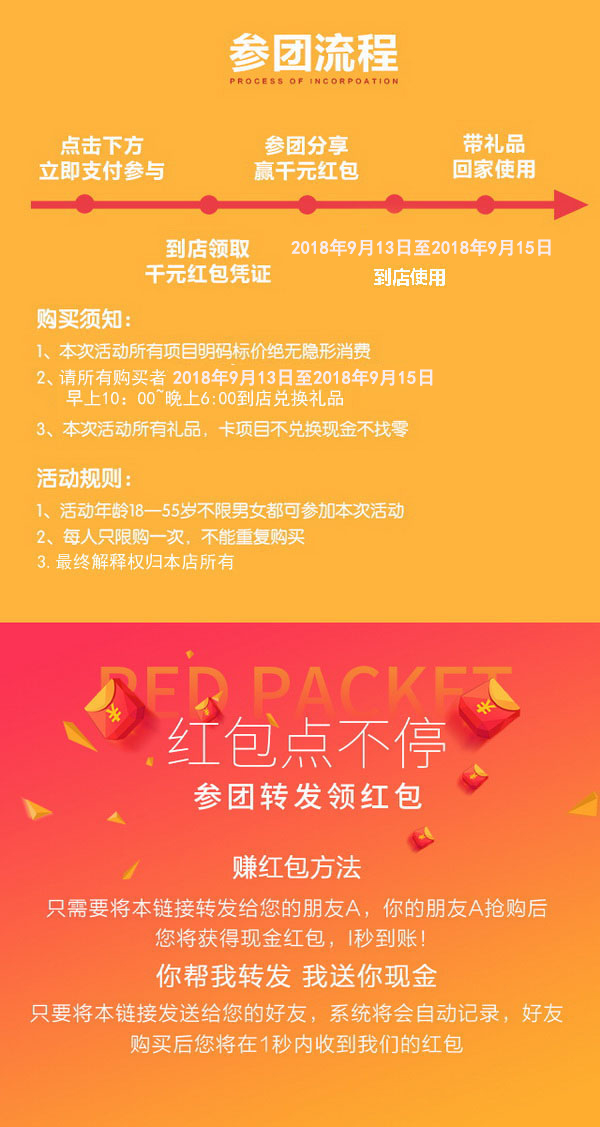 参团流程
PROCESS OF INCORPOATION
点击下方
立即支付参与
参团分享
赢千元红包
带礼品
回家使用
到店领取
千元红包凭证
2018年9月13日至2018年9月15日
到店使用
购买须知：
1、本次活动所有项目明码标价绝无隐形消费
2、请所有购买者 2018年9月13日至2018年9月15日
早上10：00~晚上6:00到店兑换礼品
3、本次活动所有礼品，卡项目不兑换现金不找零
活动规则：
1、活动年龄18—55岁不限男女都可参加本次活动
2、每人只限购一次，不能重复购买
3.最终解释权归本店所有
RED PACKET
红包点不停
参团转发领红包
赚红包方法
只需要将本链接转发给您的朋友A，你的朋友A抢购后
您将获得现金红包，1秒到账！
你帮我转发 我送你现金
只要将本链接发送给您的好友，系统将会自动记录，好友
购买后您将在1秒内收到我们的红包